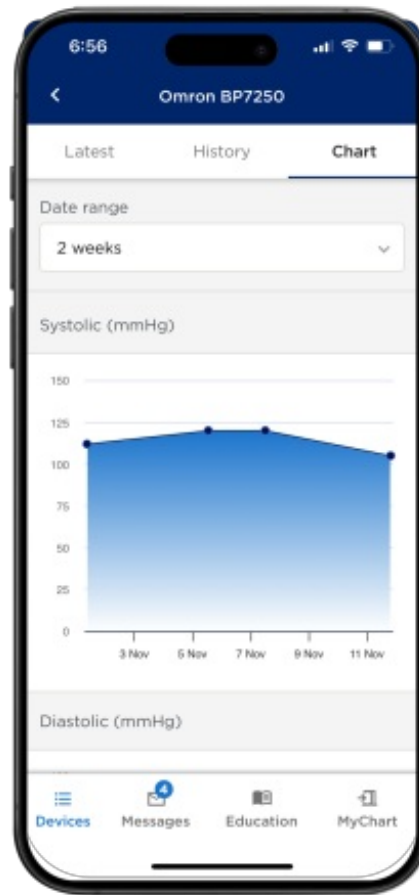 6:56
Omron BP7250
Latest History Chart
Date range
2 weeks
Systolic (mmHg)
150
125
100
75
50
25
0
3 Nov 5 Nov 7 Nov 9 Nov 11 Nov
Diastolic (mmHg)
4
Devices Messages Education MyChart